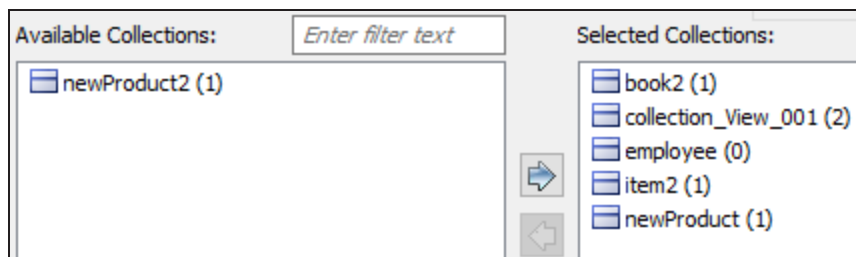 Available Collections:
Enter filter text
newProduct2 (1)
Selected Collections:
book2 (1)
collection_View_001 (2)
employee (0)
item2 (1)
newProduct (1)